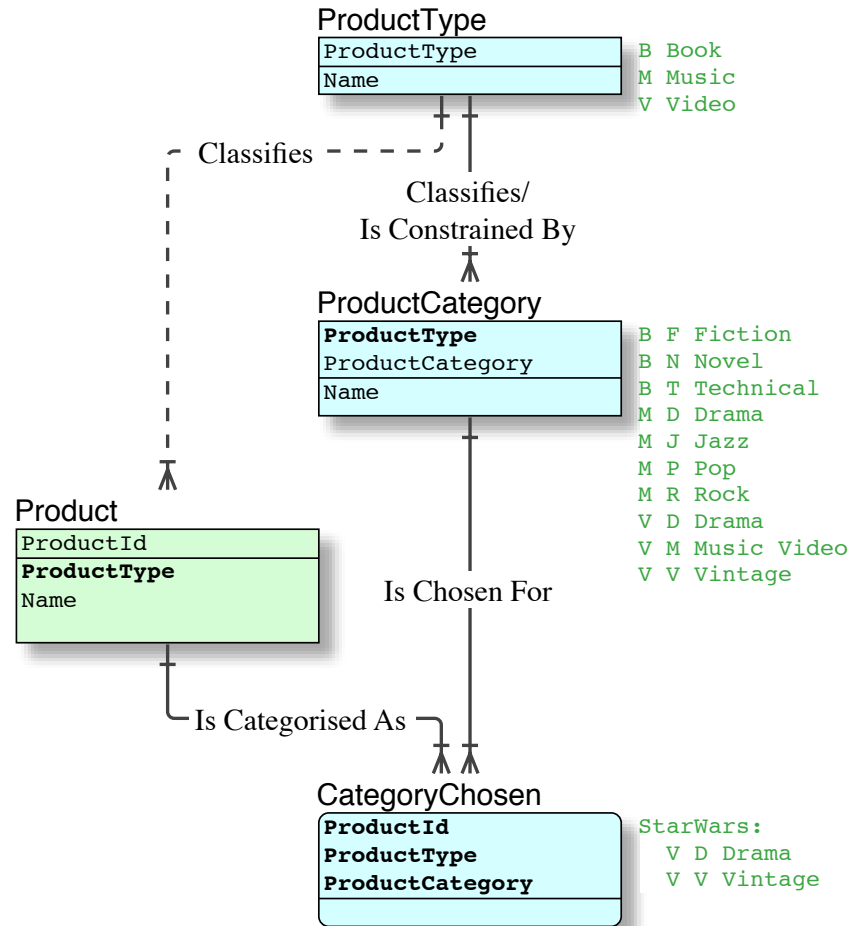 ProductType
ProductType
Name
B Book
M Music
V Video
Classifies
Classifies/
Is Constrained By
ProductCategory
ProductType
ProductCategory
Name
B F Fiction
B N Novel
B T Technical
M D Drama
M J Jazz
M P Pop
M R Rock
V D Drama
V M Music Video
V V Vintage
Product
ProductId
ProductType
Name
Is Chosen For
Is Categorised As
CategoryChosen
ProductId
ProductType
ProductCategory
StarWars:
V D Drama
V V Vintage